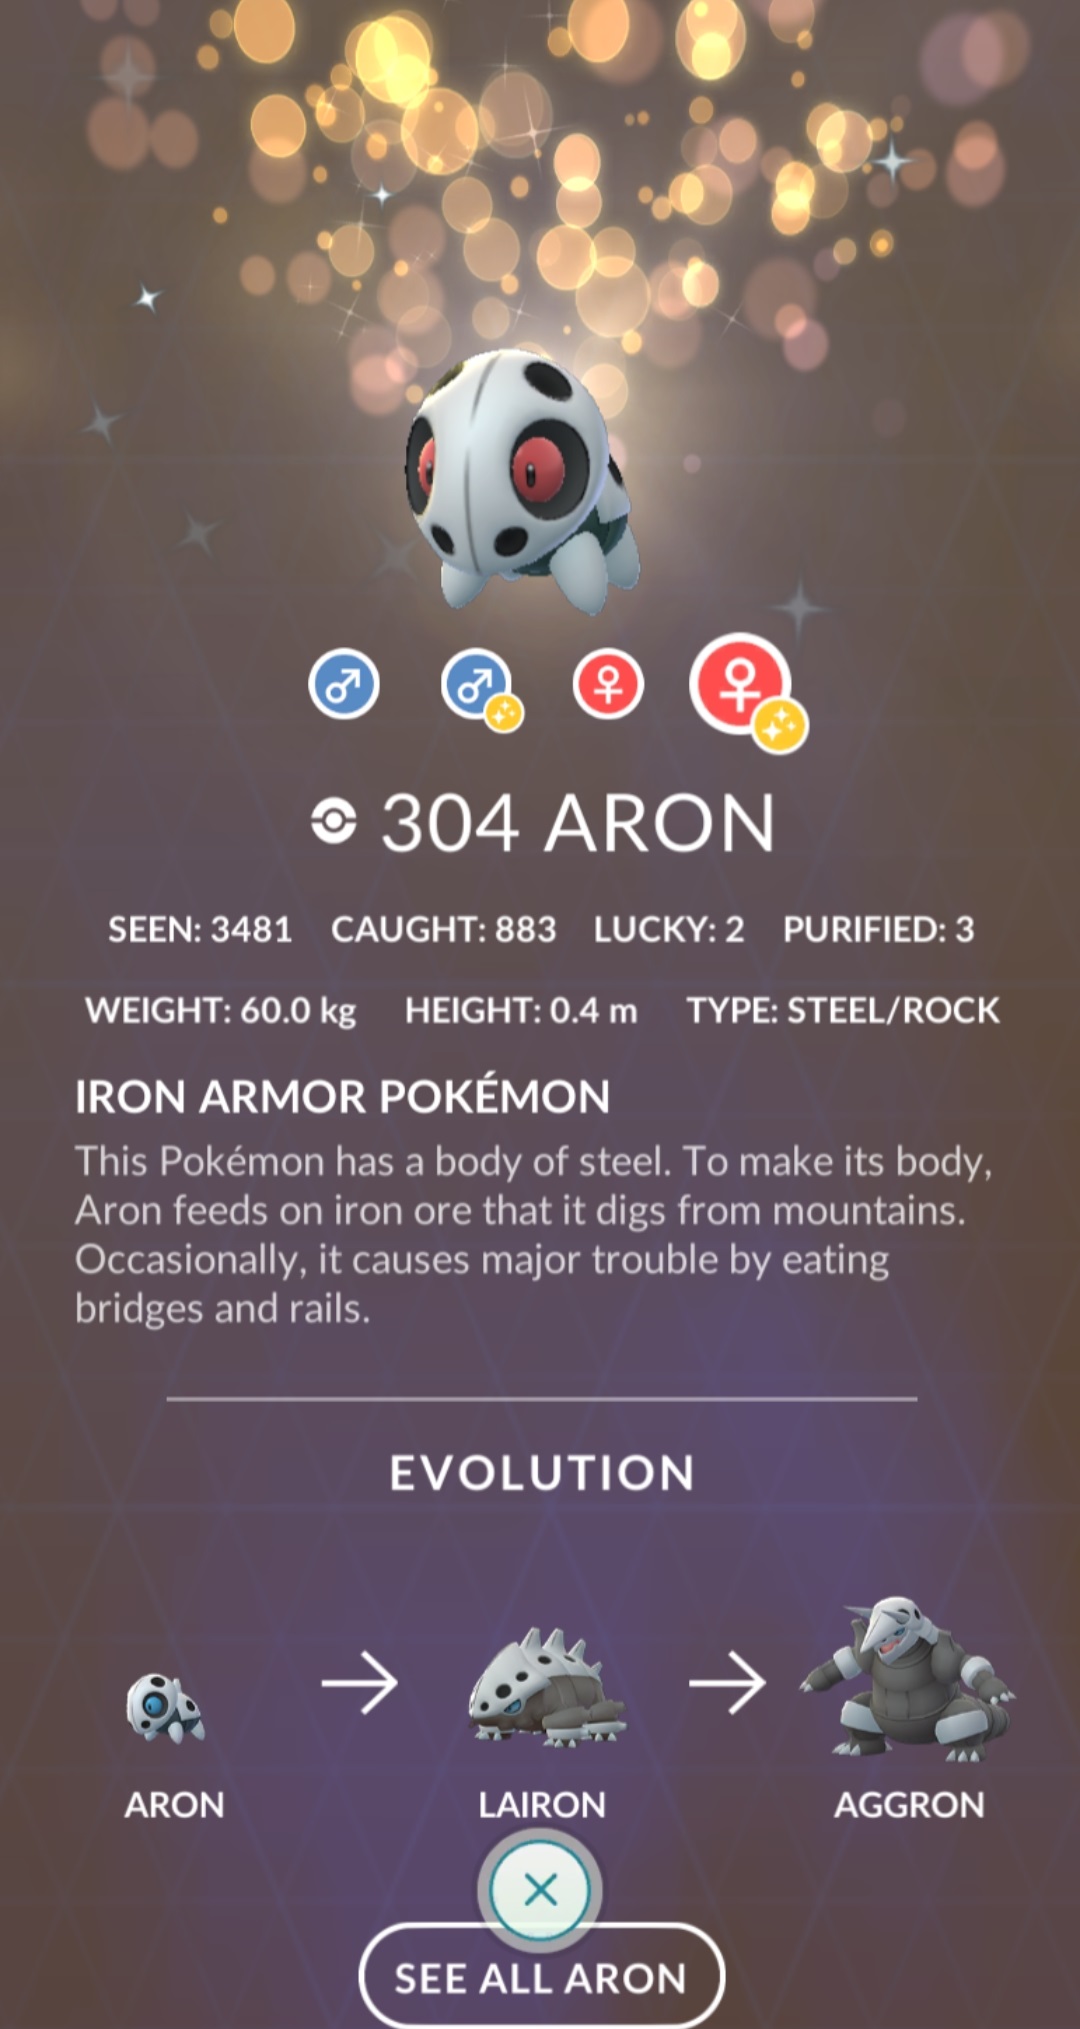 304 ARON
SEEN: 3481 CAUGHT: 883 LUCKY: 2 PURIFIED: 3
WEIGHT: 60.0 kg HEIGHT: 0.4 m TYPE: STEEL/ROCK
IRON ARMOR POKÉMON
This Pokémon has a body of steel. To make its body,
Aron feeds on iron ore that it digs from mountains.
Occasionally, it causes major trouble by eating
bridges and rails.
EVOLUTION
ARON LAIRON AGGRON
SEE ALL ARON